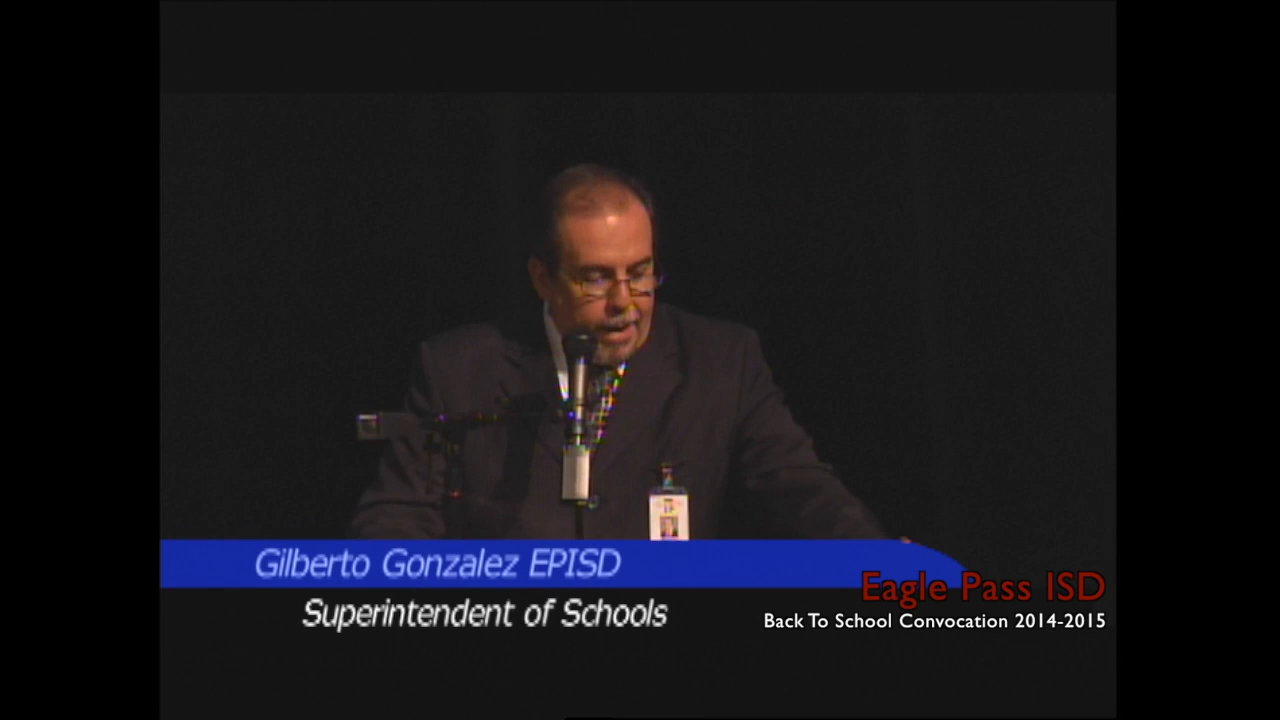 Gilberto Gonzalez EPISD
Superintendent of Schools
Eagle Pass ISD
Back To School Convocation 2014-2015